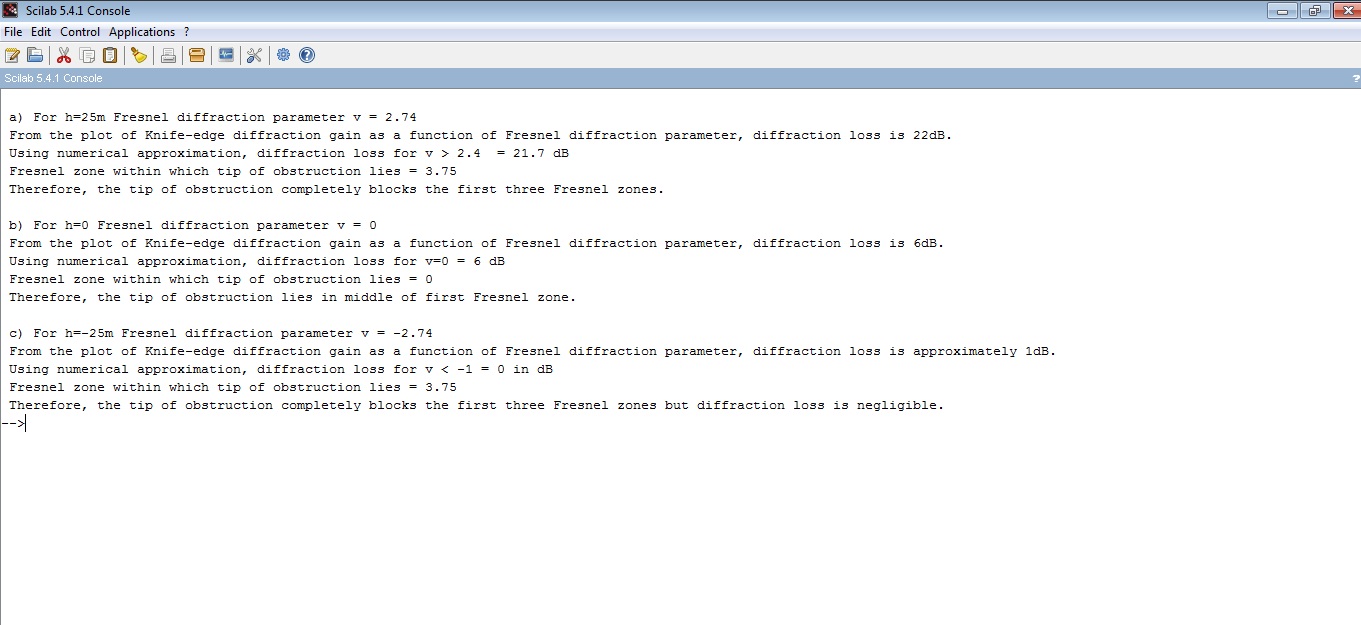 Scilab 5.4.1 Console
File Edit Control Applications ?
Scilab 5.4.1 Console ?
a) For h=25m Fresnel diffraction parameter v = 2.74
From the plot of Knife-edge diffraction gain as a function of Fresnel diffraction parameter, diffraction loss is 22dB.
Using numerical approximation, diffraction loss for v > 2.4  = 21.7 dB
Fresnel zone within which tip of obstruction lies = 3.75
Therefore, the tip of obstruction completely blocks the first three Fresnel zones.
b) For h=0 Fresnel diffraction parameter v = 0
From the plot of Knife-edge diffraction gain as a function of Fresnel diffraction parameter, diffraction loss is 6dB.
Using numerical approximation, diffraction loss for v=0 = 6 dB
Fresnel zone within which tip of obstruction lies = 0
Therefore, the tip of obstruction lies in middle of first Fresnel zone.
c) For h=-25m Fresnel diffraction parameter v = -2.74
From the plot of Knife-edge diffraction gain as a function of Fresnel diffraction parameter, diffraction loss is approximately 1dB.
Using numerical approximation, diffraction loss for v < -1 = 0 in dB
Fresnel zone within which tip of obstruction lies = 3.75
Therefore, the tip of obstruction completely blocks the first three Fresnel zones but diffraction loss is negligible.
-->